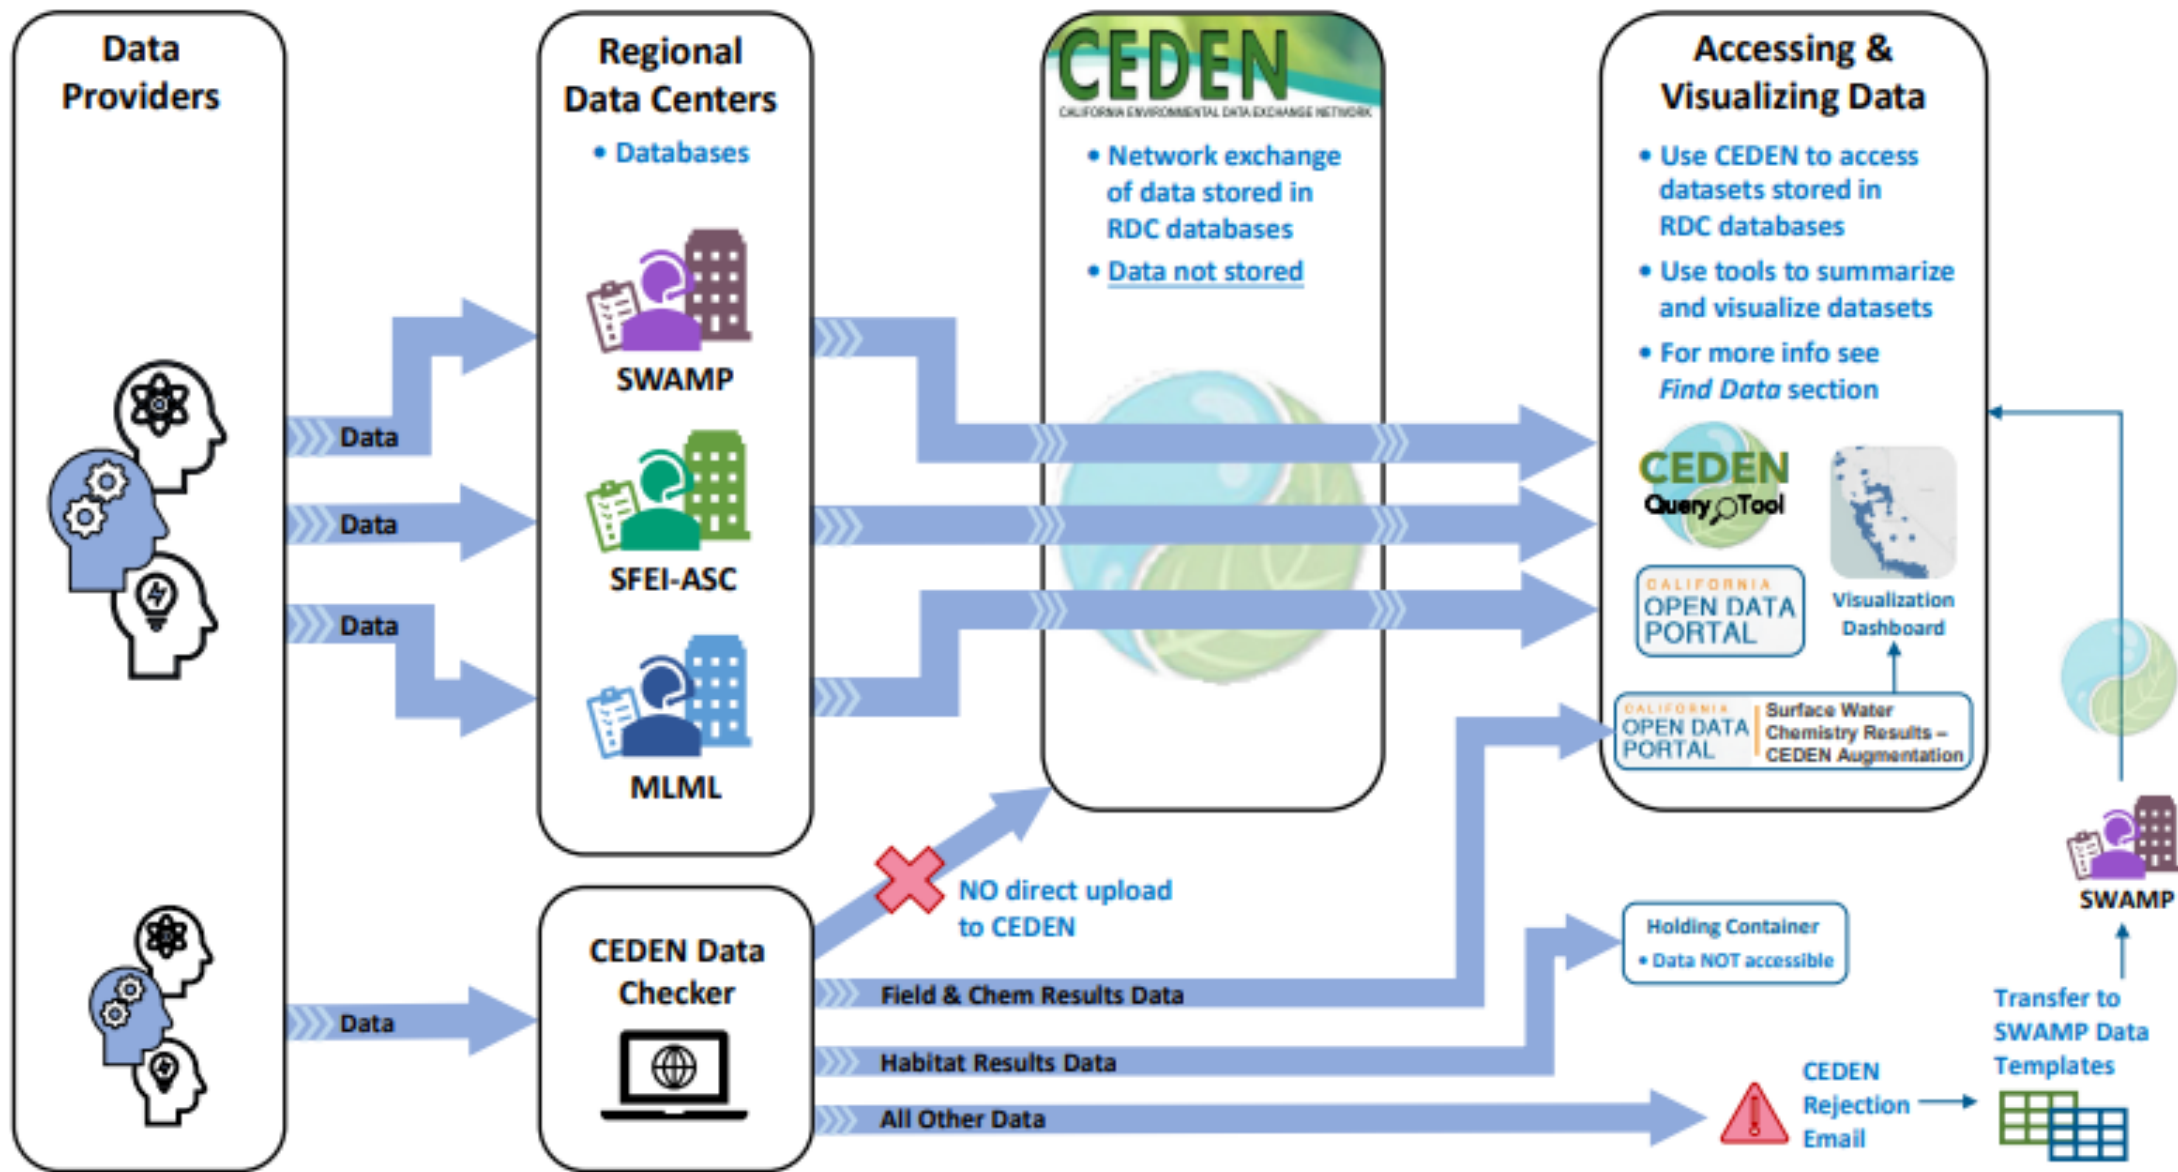 Data
Providers
Data
Data
Data
Data
Regional
Data Centers
• Databases
SWAMP
SFEI-ASC
MLML
CEDEN Data
Checker
CEDEN
CALIFORNIA ENVIRONMENTAL DATA EXCHANGE NETWORK
• Network exchange
of data stored in
RDC databases
• Data not stored
NO direct upload
to CEDEN
Field & Chem Results Data
Habitat Results Data
All Other Data
Accessing &
Visualizing Data
• Use CEDEN to access
datasets stored in
RDC databases
• Use tools to summarize
and visualize datasets
• For more info see
Find Data section
CEDEN
Query Tool
CALIFORNIA
OPEN DATA
PORTAL
Visualization
Dashboard
CALIFORNIA
OPEN DATA
PORTAL
Surface Water
Chemistry Results –
CEDEN Augmentation
Holding Container
• Data NOT accessible
CEDEN
Rejection
Email
Transfer to
SWAMP Data
Templates
SWAMP